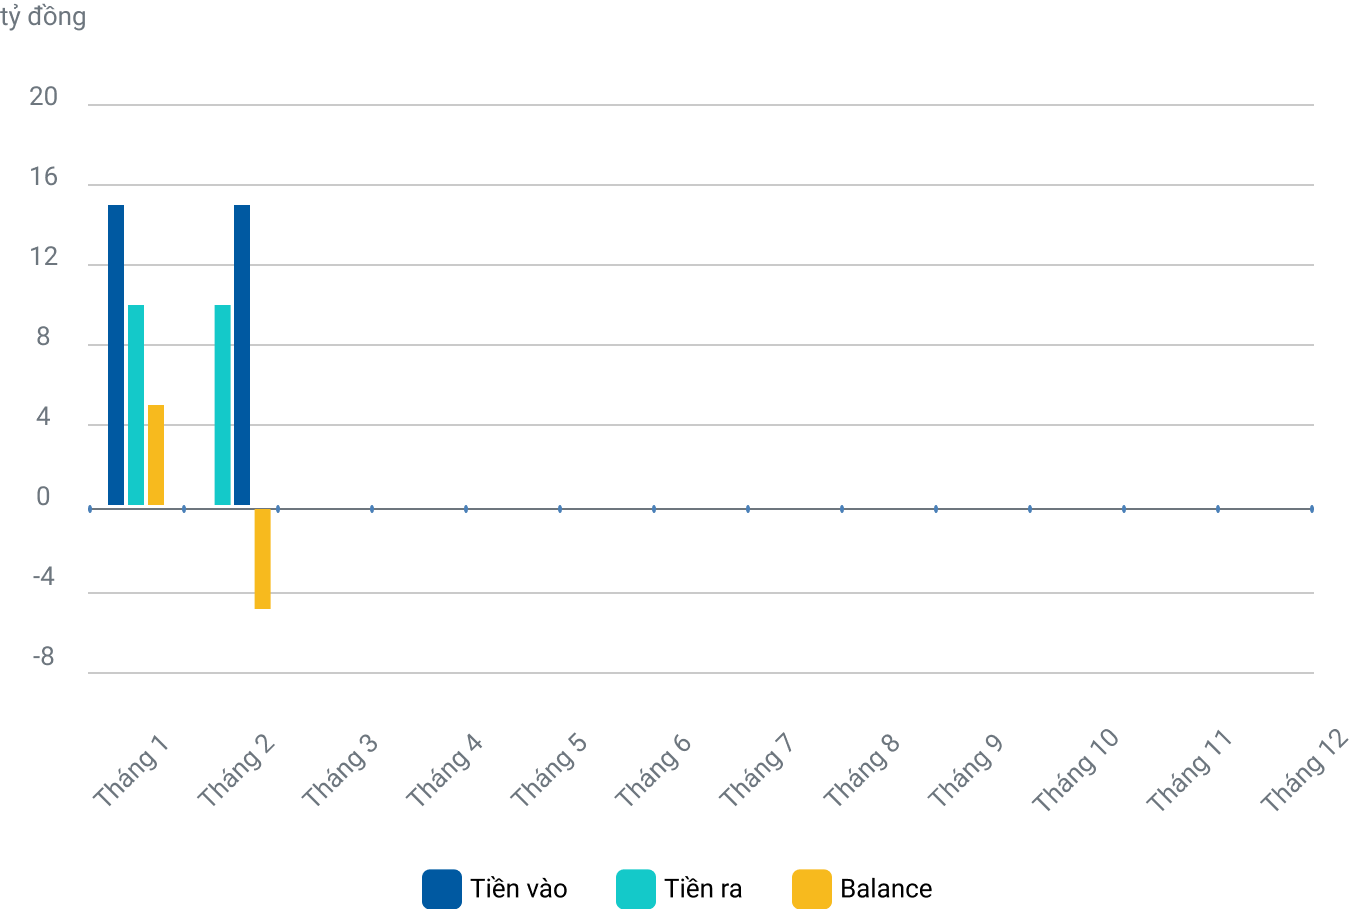 tỷ đồng
20
16
12
8
4
0
-4
-8
Tháng 1
Tháng 2
Tháng 3
Tháng 4
Tháng 5
Tháng 6
Tháng 7
Tháng 8
Tháng 9
Tháng 10
Tháng 11
Tháng 12
Tiền vào
Tiền ra
Balance